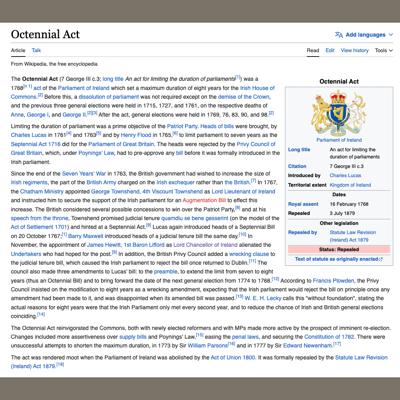 Octennial Act
Add languages
Article Talk
Read Edit View history Tools
From Wikipedia, the free encyclopedia
The Octennial Act (7 George III c.3; long title An act for limiting the duration of parliaments)[1] was a
1768[n 1] act of the Parliament of Ireland which set a maximum duration of eight years for the Irish House of
Commons.[2] Before this, a dissolution of parliament was not required except on the demise of the Crown,
and the previous three general elections were held in 1715, 1727, and 1761, on the respective deaths of
Anne, George I, and George II.[2][3] After the act, general elections were held in 1769, 76, 83, 90, and 98.[2]
Limiting the duration of parliament was a prime objective of the Patriot Party. Heads of bills were brought, by
Charles Lucas in 1761[4] and 1763[5] and by Henry Flood in 1765,[6] to limit parliament to seven years as the
Septennial Act 1716 did for the Parliament of Great Britain. The heads were rejected by the Privy Council of
Great Britain, which, under Poynings' Law, had to pre-approve any bill before it was formally introduced in the
Irish parliament.
Since the end of the Seven Years' War in 1763, the British government had wished to increase the size of
Irish regiments, the part of the British Army charged on the Irish exchequer rather than the British.[7] In 1767,
the Chatham Ministry appointed George Townshend, 4th Viscount Townshend as Lord Lieutenant of Ireland
and instructed him to secure the support of the Irish parliament for an Augmentation Bill to effect this
increase. The British considered several possible concessions to win over the Patriot Party,[8] and at his
speech from the throne, Townshend promised judicial tenure quamdiu se bene gesserint (on the model of the
Act of Settlement 1701) and hinted at a Septennial Act.[9] Lucas again introduced heads of a Septennial Bill
on 20 October 1767;[1] Barry Maxwell introduced heads of a judicial tenure bill the same day.[10] In
November, the appointment of James Hewitt, 1st Baron Lifford as Lord Chancellor of Ireland alienated the
Undertakers who had hoped for the post.[3] In addition, the British Privy Council added a wrecking clause to
the judicial tenure bill, which caused the Irish Parliament to reject the bill once returned to Dublin.[11] The
council also made three amendments to Lucas' bill: to the preamble, to extend the limit from seven to eight
years (thus an Octennial Bill) and to bring forward the date of the next general election from 1774 to 1768.[12] According to Francis Plowden, the Privy
Council insisted on the modification to eight years as a wrecking amendment, expecting that the Irish parliament would reject the bill on principle once any
amendment had been made to it, and was disappointed when its amended bill was passed.[13] W. E. H. Lecky calls this "without foundation", stating the
actual reasons for eight years were that the Irish Parliament only met every second year, and to reduce the chance of Irish and British general elections
coinciding.[14]
The Octennial Act reinvigorated the Commons, both with newly elected reformers and with MPs made more active by the prospect of imminent re-election.
Changes included more assertiveness over supply bills and Poynings' Law,[15] easing the penal laws, and securing the Constitution of 1782. There were
unsuccessful attempts to shorten the maximum duration, in 1773 by Sir William Parsons[16] and in 1777 by Sir Edward Newenham.[17]
The act was rendered moot when the Parliament of Ireland was abolished by the Act of Union 1800. It was formally repealed by the Statute Law Revision
(Ireland) Act 1879.[18]
Octennial Act
Parliament of Ireland
Long title An act for limiting the duration of parliaments
Citation 7 George III c.3
Introduced by Charles Lucas
Territorial extent Kingdom of Ireland
Dates
Royal assent 16 February 1768
Repealed 3 July 1879
Other legislation
Repealed by Statute Law Revision
(Ireland) Act 1879
Status: Repealed
Text of statute as originally enacted